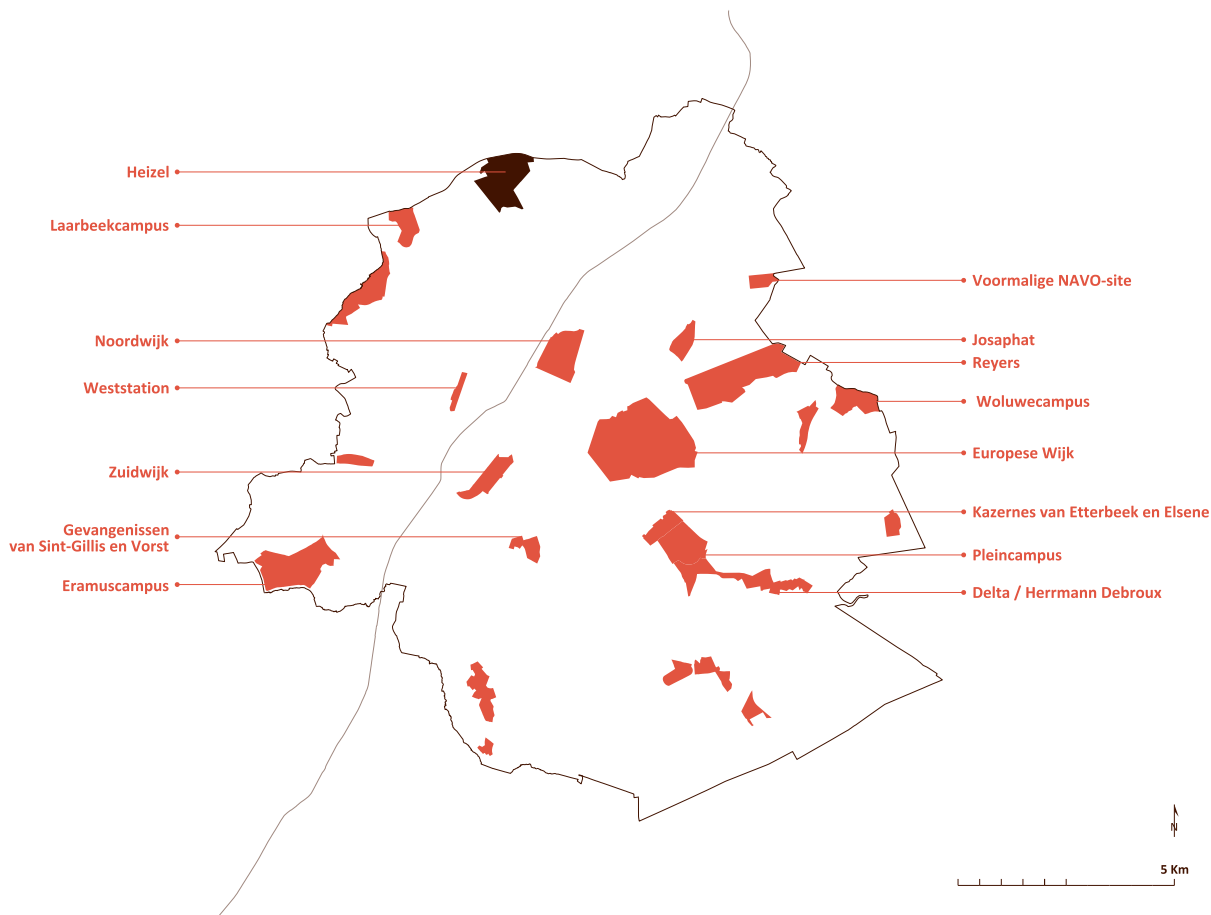 Heizel
Laarbeekcampus
Noordwijk
Weststation
Zuidwijk
Gevangenissen
van Sint-Gillis en Vorst
Eramuscampus
Voormalige NAVO-site
Josaphat
Reyers
Woluwecampus
Europese Wijk
Kazernes van Etterbeek en Elsene
Pleincampus
Delta / Herrmann Debroux
N
5 Km